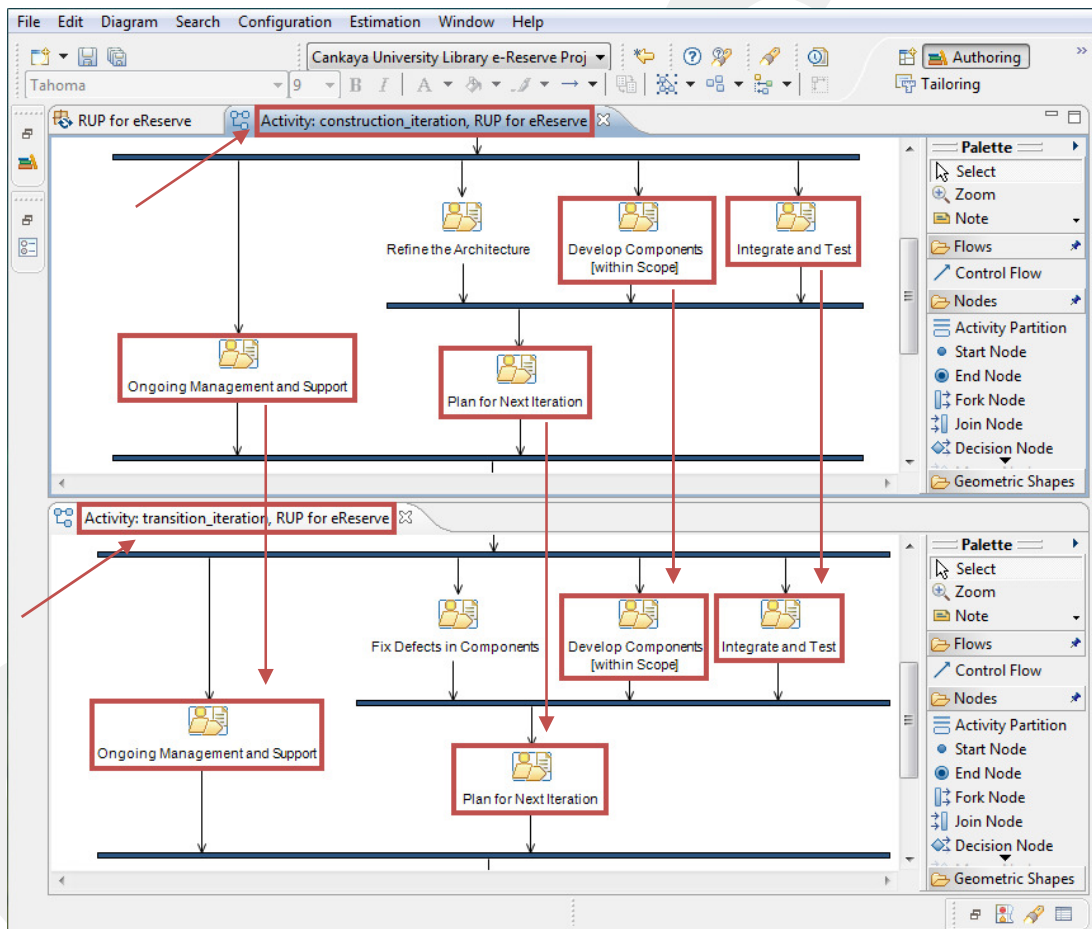 File Edit Diagram Search Configuration Estimation Window Help
Cankaya University Library e-Reserve Proj
Authoring
Tahoma 9 B I A Tailoring
RUP for eReserve Activity: construction_iteration, RUP for eReserve
Palette
Select
Zoom
Note
Flows
Control Flow
Nodes
Activity Partition
Start Node
End Node
Fork Node
Join Node
Decision Node
Geometric Shapes
Refine the Architecture
Develop Components
[within Scope]
Integrate and Test
Ongoing Management and Support
Plan for Next Iteration
Activity: transition_iteration, RUP for eReserve
Palette
Select
Zoom
Note
Flows
Control Flow
Nodes
Activity Partition
Start Node
End Node
Fork Node
Join Node
Decision Node
Geometric Shapes
Fix Defects in Components
Develop Components
[within Scope]
Integrate and Test
Ongoing Management and Support
Plan for Next Iteration